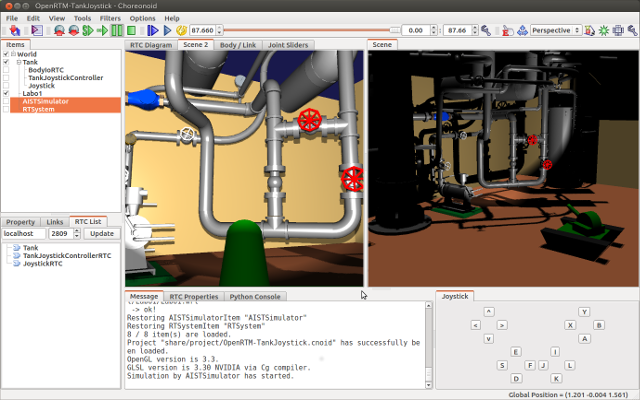 OpenRTM-TankJoystick - Choreonoid
File Edit View Tools Filters Options Help
87.660 0.00 : 87.66 Perspective
Items
World
Tank
BodyIoRTC
TankJoystickController
Joystick
Labo1
AISTSimulator
RTSystem
RTC Diagram Scene 2 Body / Link Joint Sliders
Scene
Property Links RTC List
localhost 2809 Update
Tank
TankJoystickControllerRTC
JoystickRTC
Message RTC Properties Python Console
-> ok!
Restoring AISTSimulatorItem "AISTSimulator"
Restoring RTSystemItem "RTSystem"
8 / 8 item(s) are loaded.
Project "share/project/OpenRTM-TankJoystick.cnoid" has successfully be
en loaded.
OpenGL version is 3.3.
GLSL version is 3.30 NVIDIA via Cg compiler.
Simulation by AISTSimulator has started.
Joystick
^ Y
< > X B
v A
E I
S F J L
D K
Global Position = (1.201 -0.004 1.561)